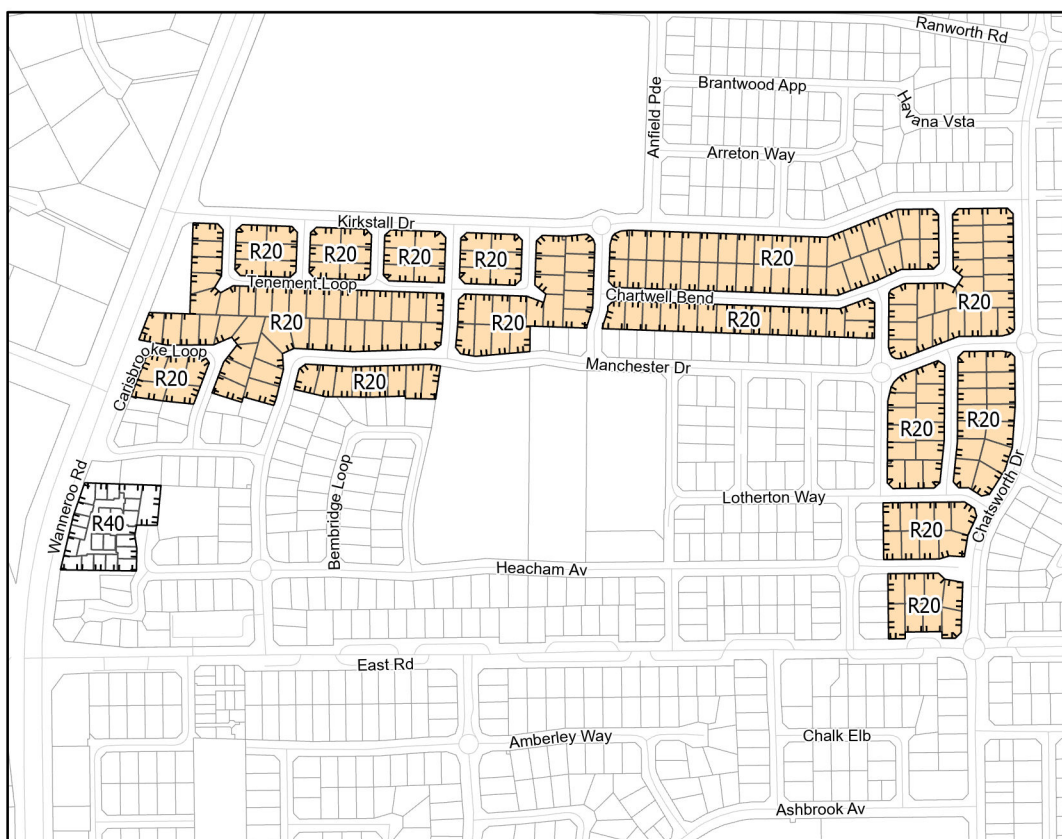 Ranworth Rd
Brantwood App
Havana Vsta
Anfield Pde
Arreton Way
Kirkstall Dr
R20
R20
R20
R20
R20
Tenement Loop
Chartwell Bend
R20
R20
R20
R20
Carisbrooke Loop
Manchester Dr
R20
R20
R20
R20
Bembridge Loop
Lotherton Way
Chatsworth Dr
Wanneroo Rd
R40
R20
Heacham Av
R20
East Rd
Amberley Way
Chalk Elb
Ashbrook Av